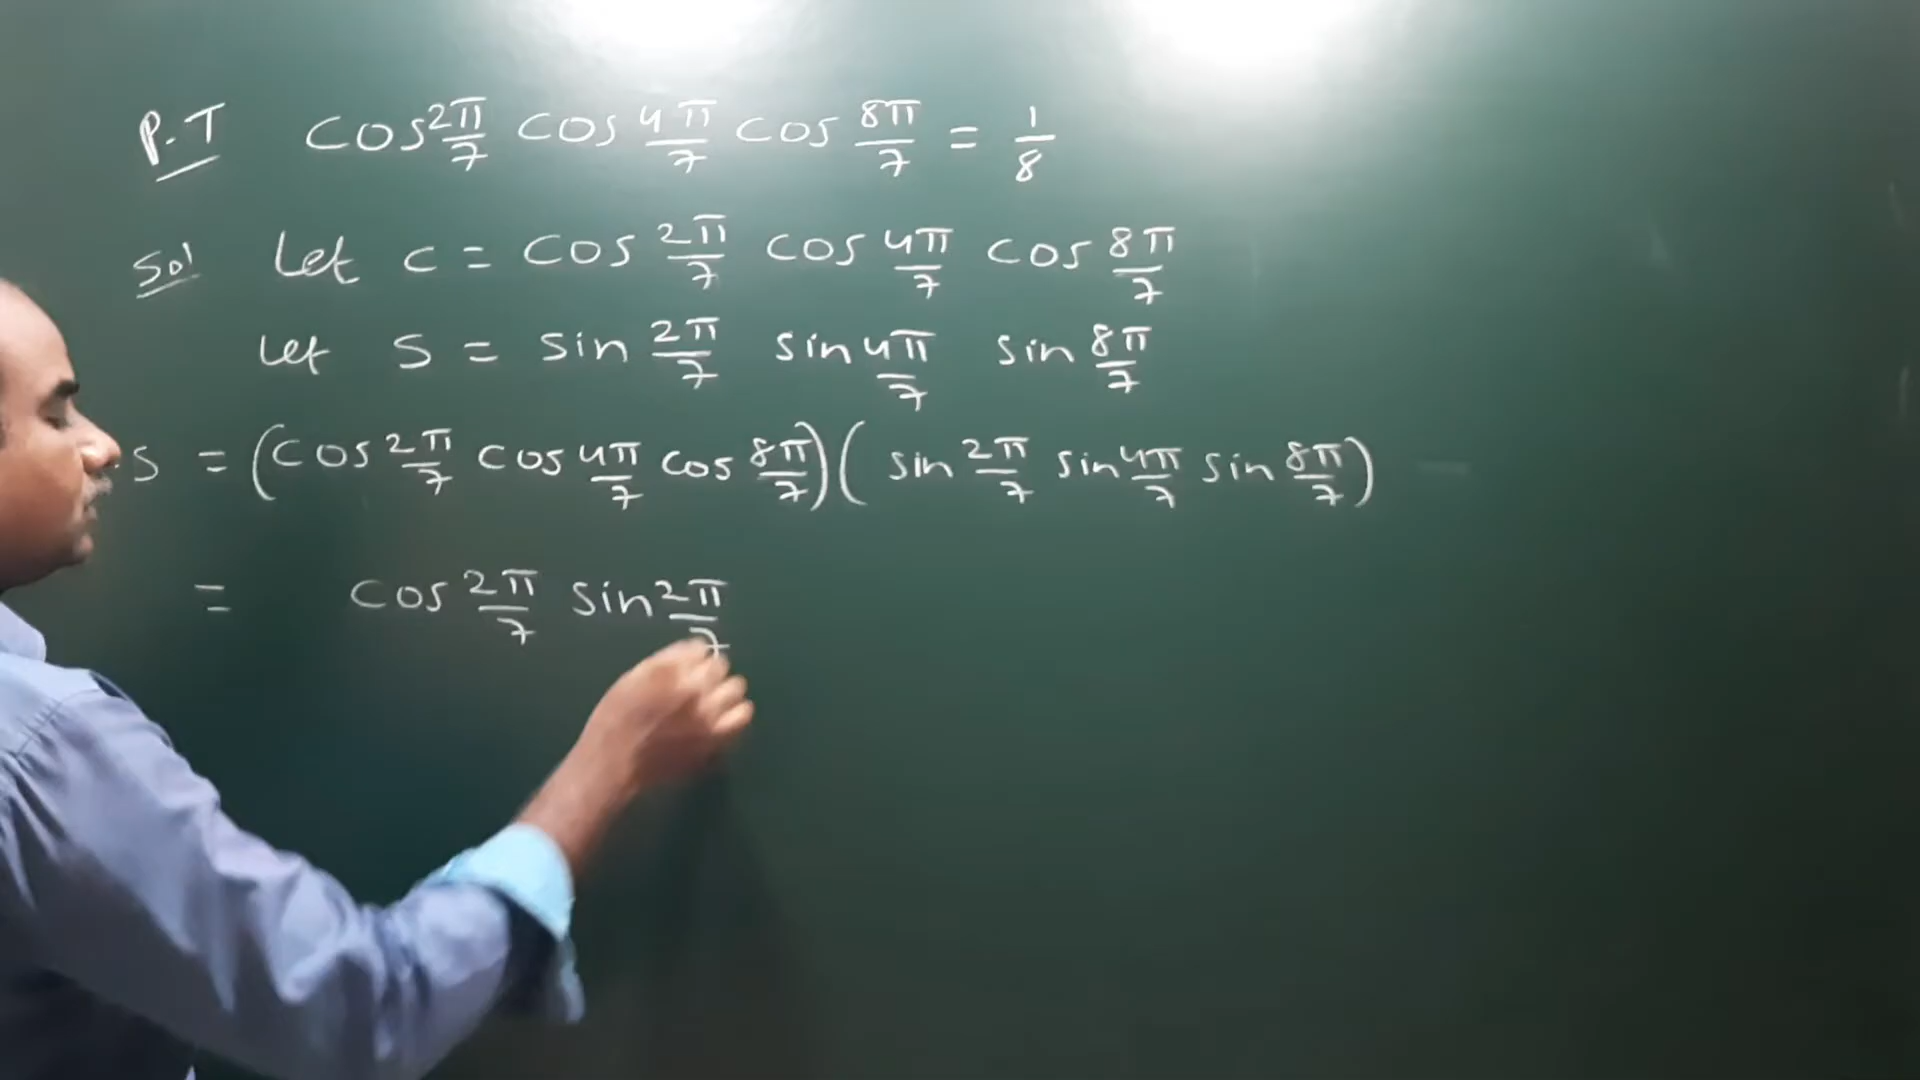 P.T cos 2π/7 cos 4π/7 cos 8π/7 = 1/8
Sol Let c = cos 2π/7 cos 4π/7 cos 8π/7
Let s = sin 2π/7 sin 4π/7 sin 8π/7
.s = (cos 2π/7 cos 4π/7 cos 8π/7)(sin 2π/7 sin 4π/7 sin 8π/7)
= cos 2π/7 sin 2π/7